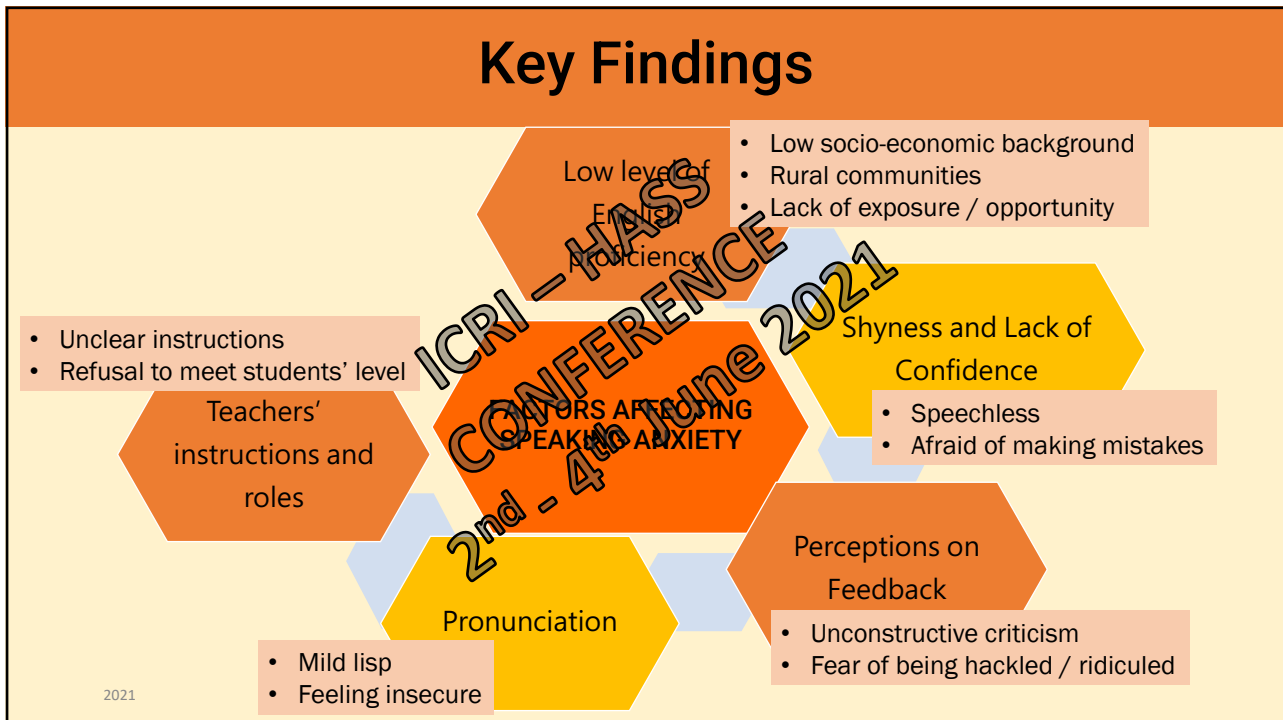 Key Findings
Low level of
English
proficiency
• Low socio-economic background
• Rural communities
• Lack of exposure / opportunity
Shyness and Lack of
Confidence
• Speechless
• Afraid of making mistakes
• Unclear instructions
• Refusal to meet students’ level
Teachers’
instructions and
roles
FACTORS AFFECTING
SPEAKING ANXIETY
Perceptions on
Feedback
• Unconstructive criticism
• Fear of being hackled / ridiculed
Pronunciation
• Mild lisp
• Feeling insecure
ICRI – HASS
CONFERENCE
2nd - 4th June 2021
2021